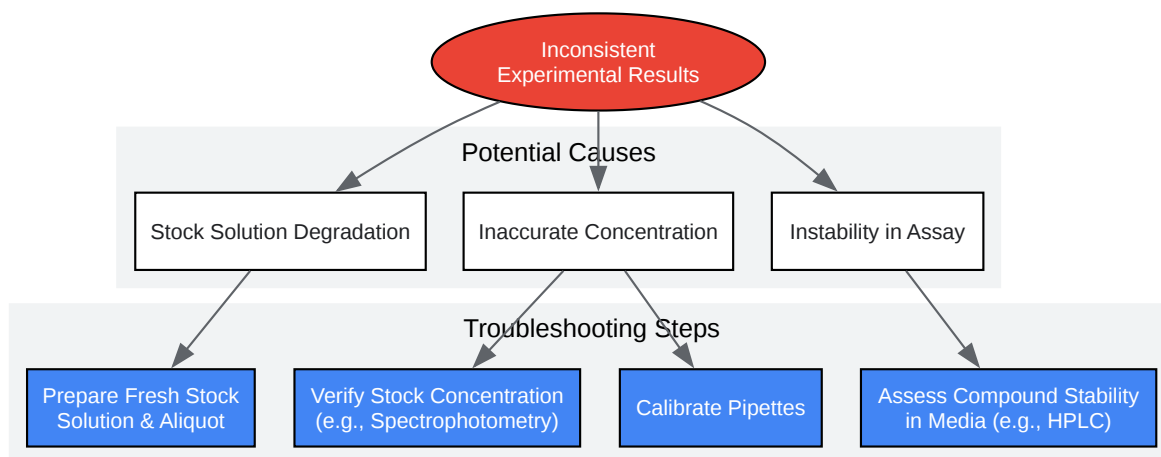 Inconsistent
Experimental Results
Potential Causes
Stock Solution Degradation
Inaccurate Concentration
Instability in Assay
Troubleshooting Steps
Prepare Fresh Stock
Solution & Aliquot
Verify Stock Concentration
(e.g., Spectrophotometry)
Calibrate Pipettes
Assess Compound Stability
in Media (e.g., HPLC)